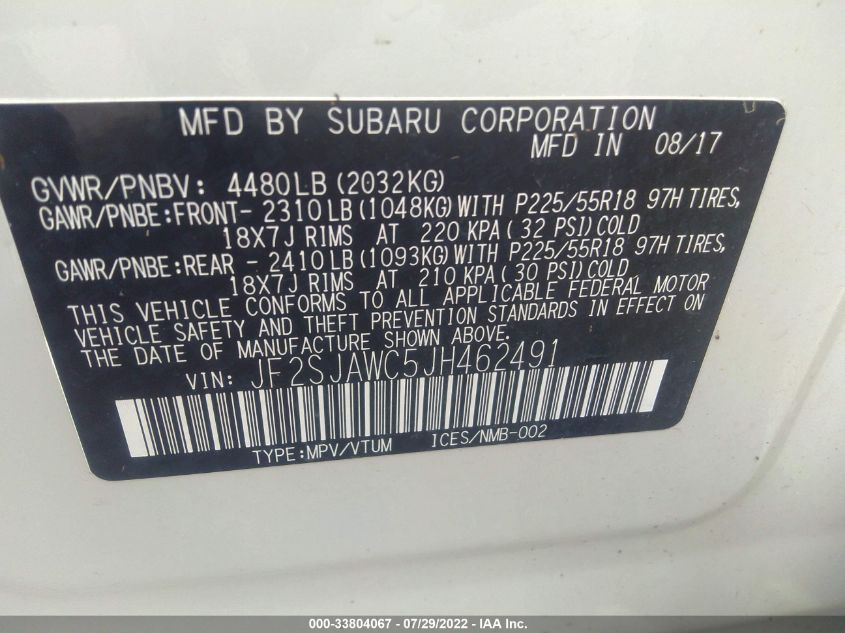 MFD BY SUBARU CORPORATION
MFD IN 08/17
GVWR/PNBV: 4480LB(2032KG)
GAWR/PNBE:FRONT- 2310LB(1048KG)WITH P225/55R18 97H TIRES,
18X7J RIMS AT 220 KPA(32 PSI)COLD
GAWR/PNBE:REAR - 2410LB(1093KG)WITH P225/55R18 97H TIRES,
18X7J RIMS AT 210 KPA(30 PSI)COLD
THIS VEHICLE CONFORMS TO ALL APPLICABLE FEDERAL MOTOR
VEHICLE SAFETY AND THEFT PREVENTION STANDARDS IN EFFECT ON
THE DATE OF MANUFACTURE SHOWN ABOVE.
VIN: JF2SJAWC5JH462491
TYPE:MPV/VTUM ICES/NMB-002
000-33804067 - 07/29/2022 - IAA Inc.